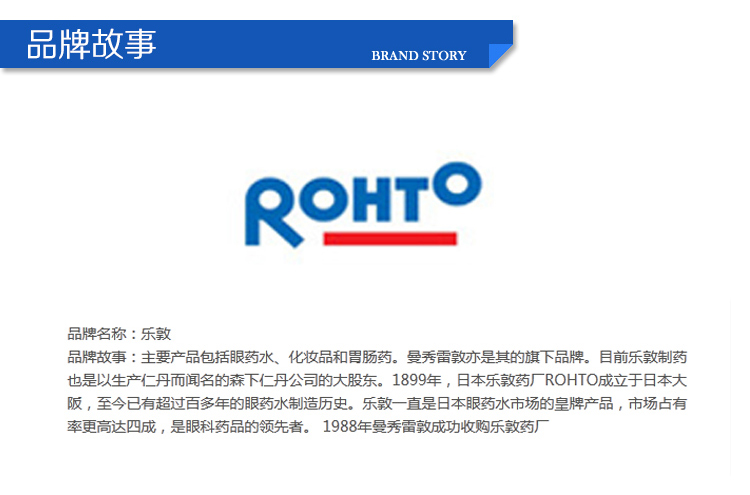 品牌故事
BRAND STORY
ROHTO
品牌名称：乐敦
品牌故事：主要产品包括眼药水、化妆品和胃肠药。曼秀雷敦亦是其的旗下品牌。目前乐敦制药
也是以生产仁丹而闻名的森下仁丹公司的大股东。1899年，日本乐敦药厂ROHTO成立于日本大
阪，至今已有超过百多年的眼药水制造历史。乐敦一直是日本眼药水市场的皇牌产品，市场占有
率更高达四成，是眼科药品的领先者。 1988年曼秀雷敦成功收购乐敦药厂